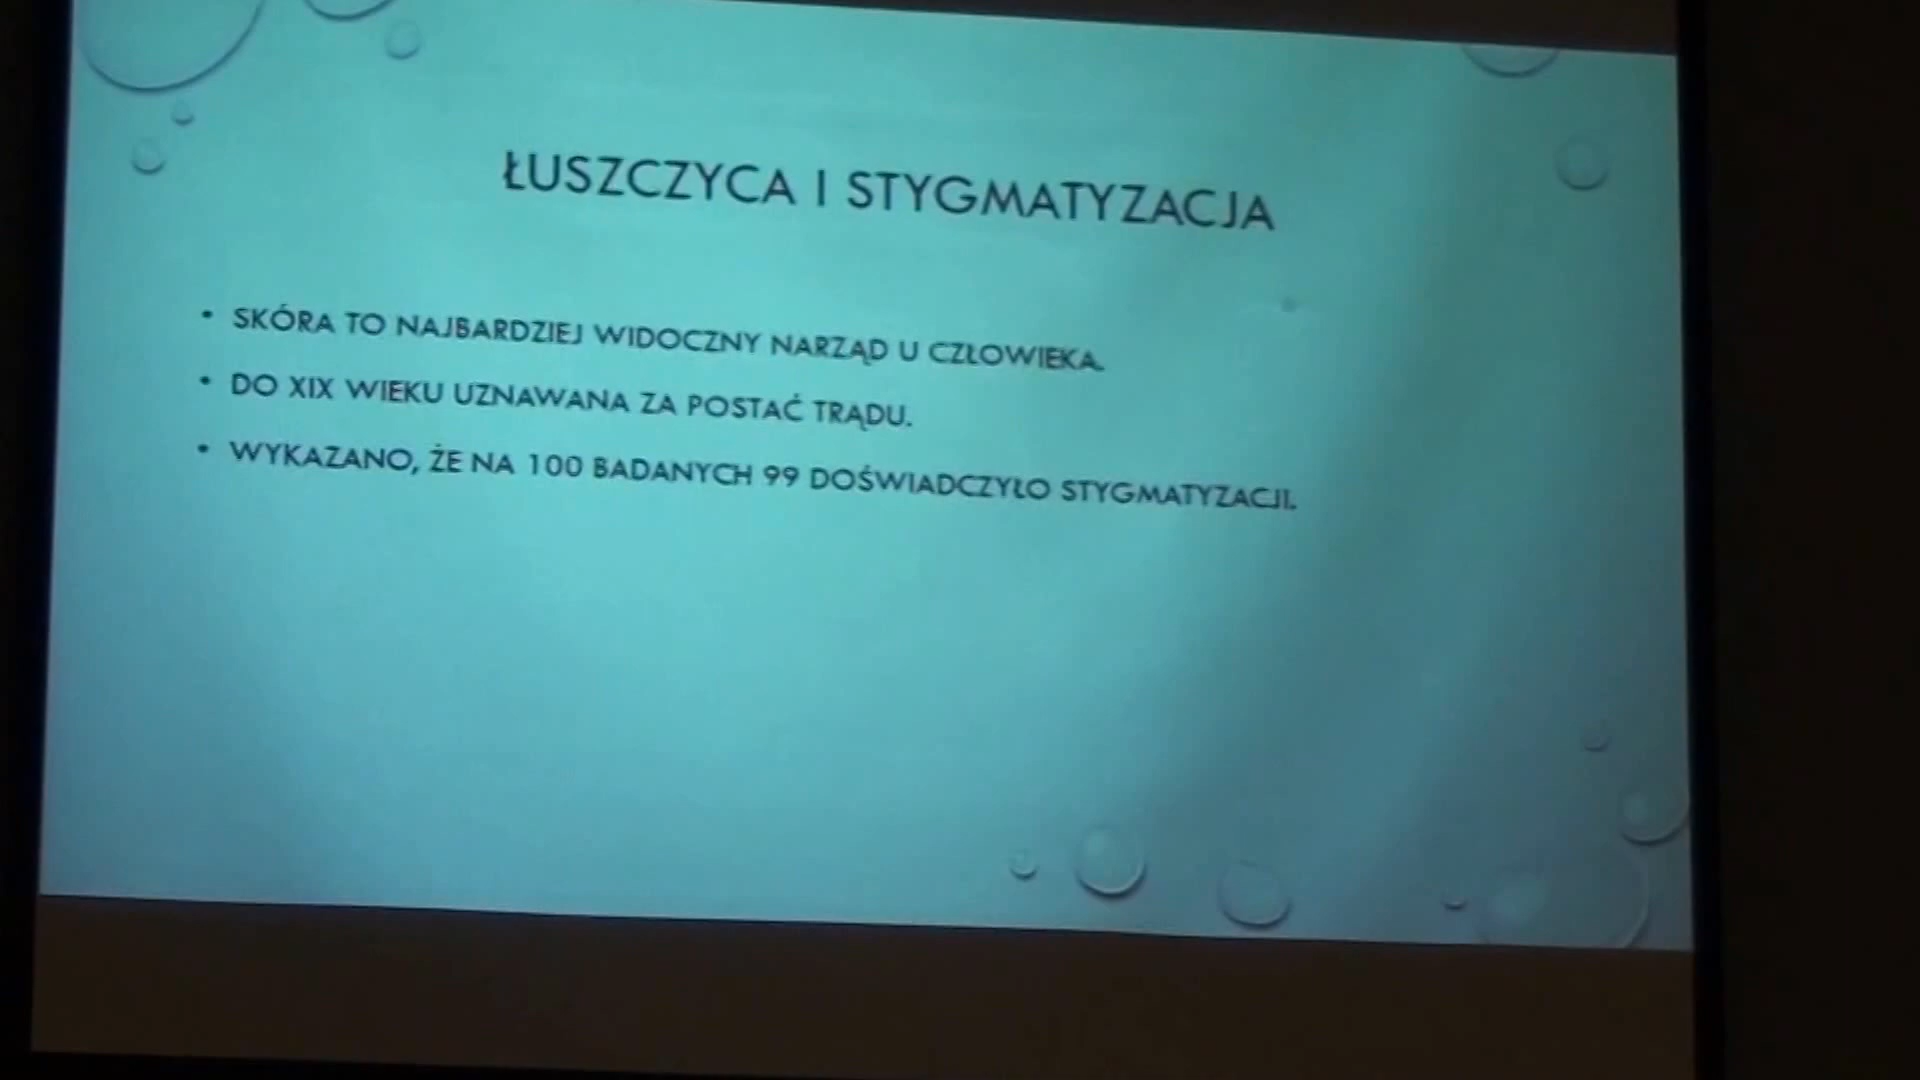 ŁUSZCZYCA I STYGMATYZACJA
• SKÓRA TO NAJBARDZIEJ WIDOCZNY NARZĄD U CZŁOWIEKA.
• DO XIX WIEKU UZNAWANA ZA POSTAĆ TRĄDU.
• WYKAZANO, ŻE NA 100 BADANYCH 99 DOŚWIADCZYŁO STYGMATYZACJI.